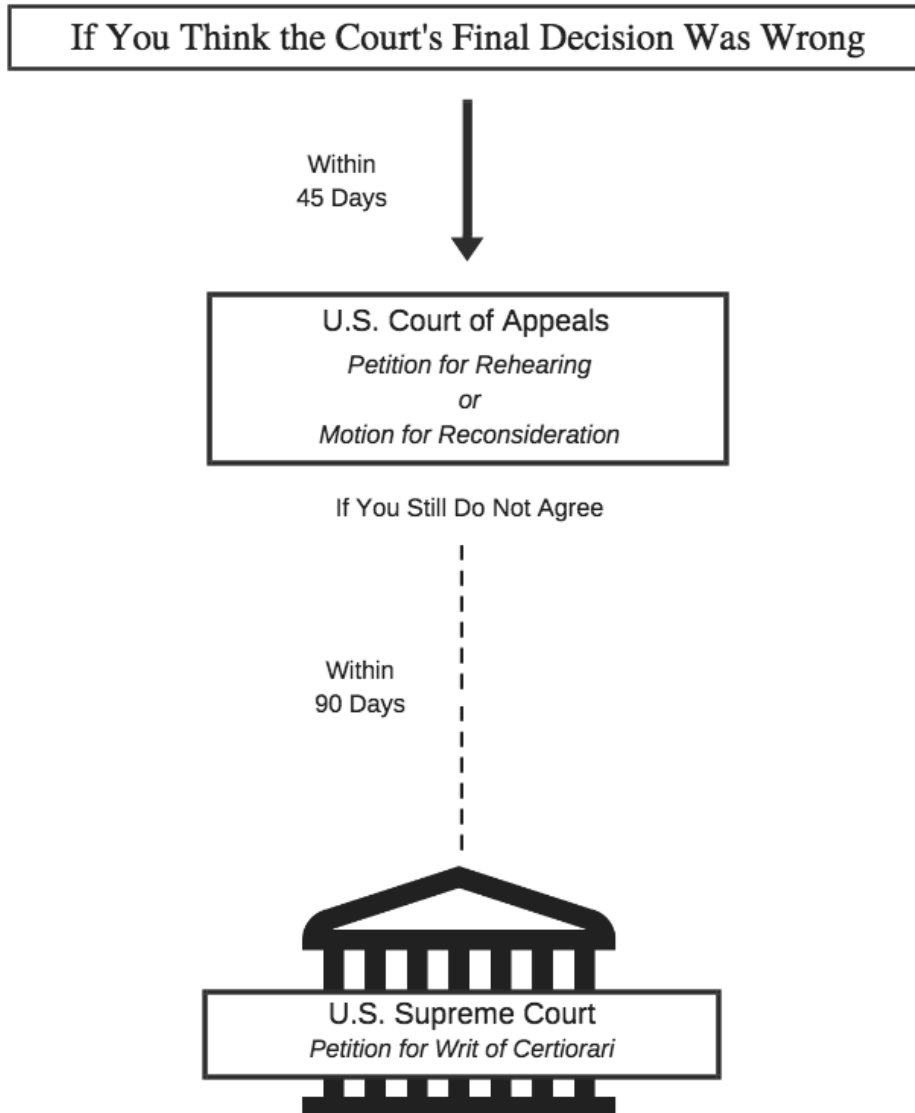 If You Think the Court's Final Decision Was Wrong
Within
45 Days
U.S. Court of Appeals
Petition for Rehearing
or
Motion for Reconsideration
If You Still Do Not Agree
Within
90 Days
U.S. Supreme Court
Petition for Writ of Certiorari